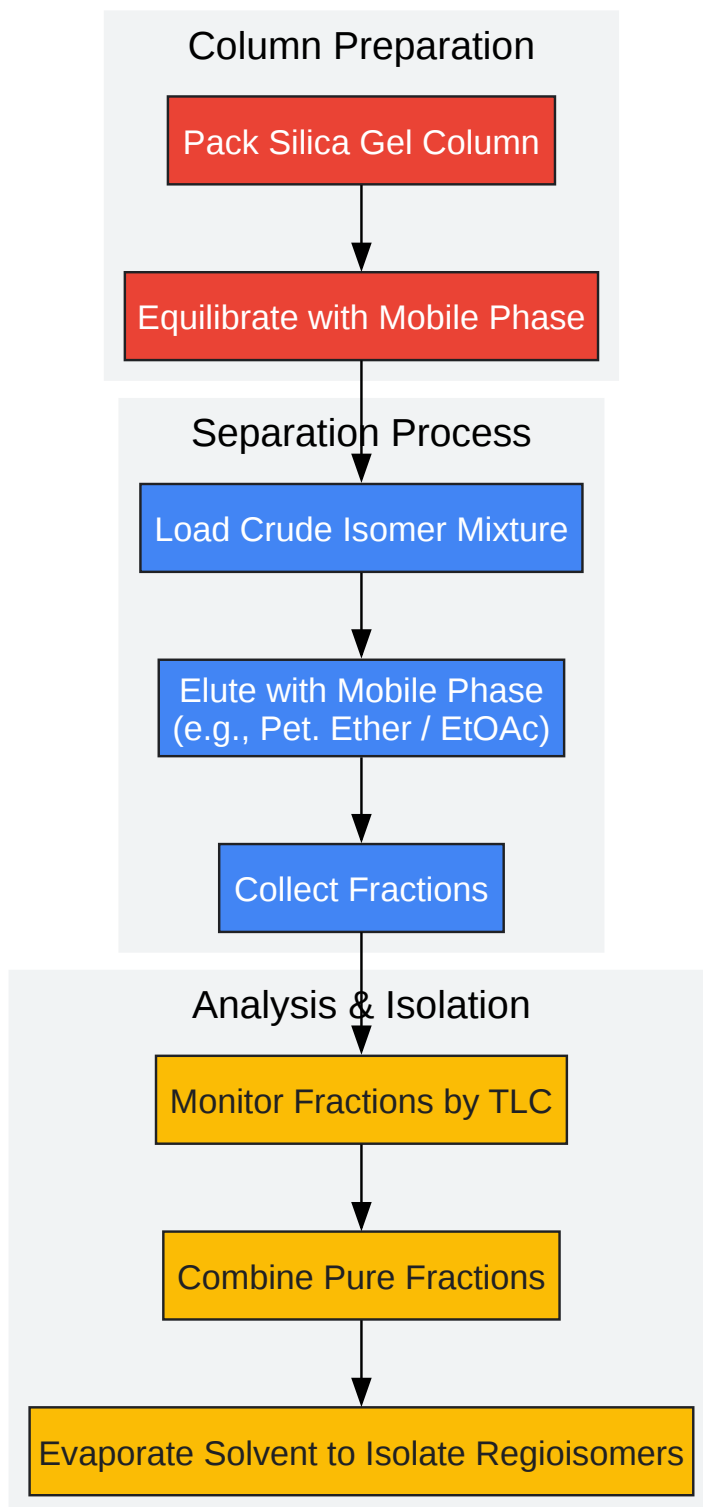 Column Preparation
Pack Silica Gel Column
Equilibrate with Mobile Phase
Separation Process
Load Crude Isomer Mixture
Elute with Mobile Phase
(e.g., Pet. Ether / EtOAc)
Collect Fractions
Analysis & Isolation
Monitor Fractions by TLC
Combine Pure Fractions
Evaporate Solvent to Isolate Regioisomers